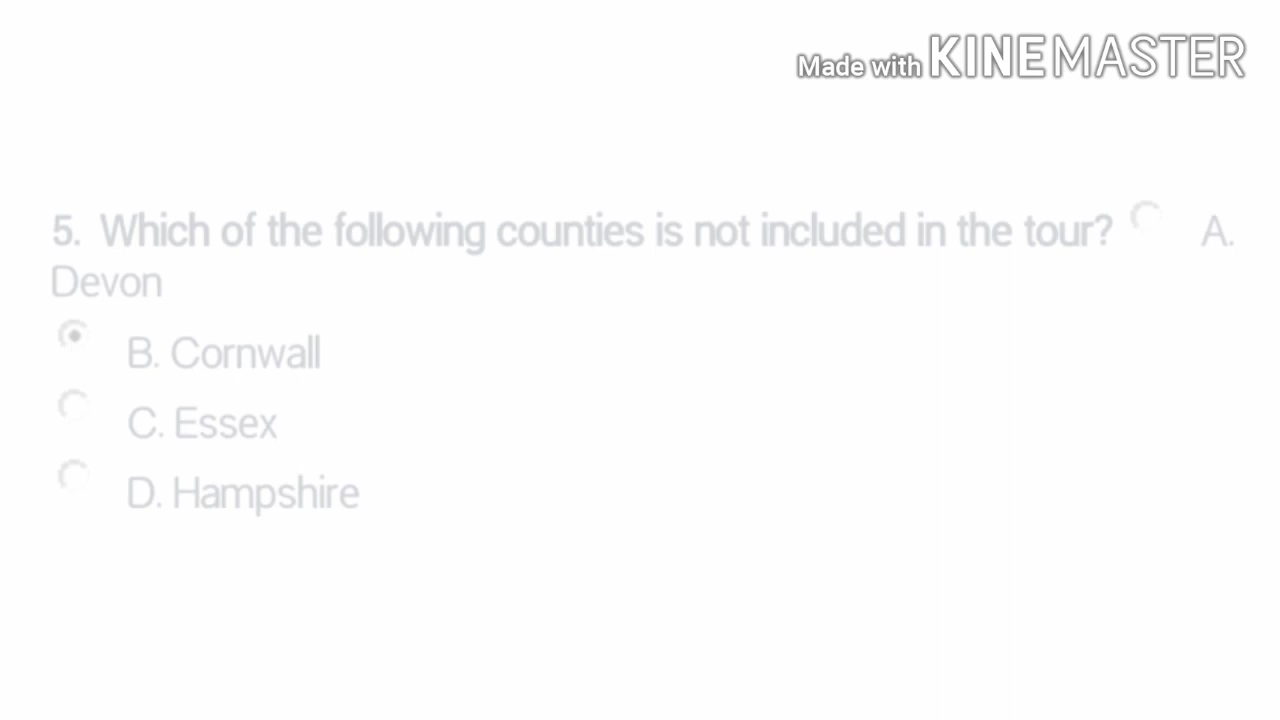 Made with KINEMASTER
5. Which of the following counties is not included in the tour? A.
Devon
B. Cornwall
C. Essex
D. Hampshire